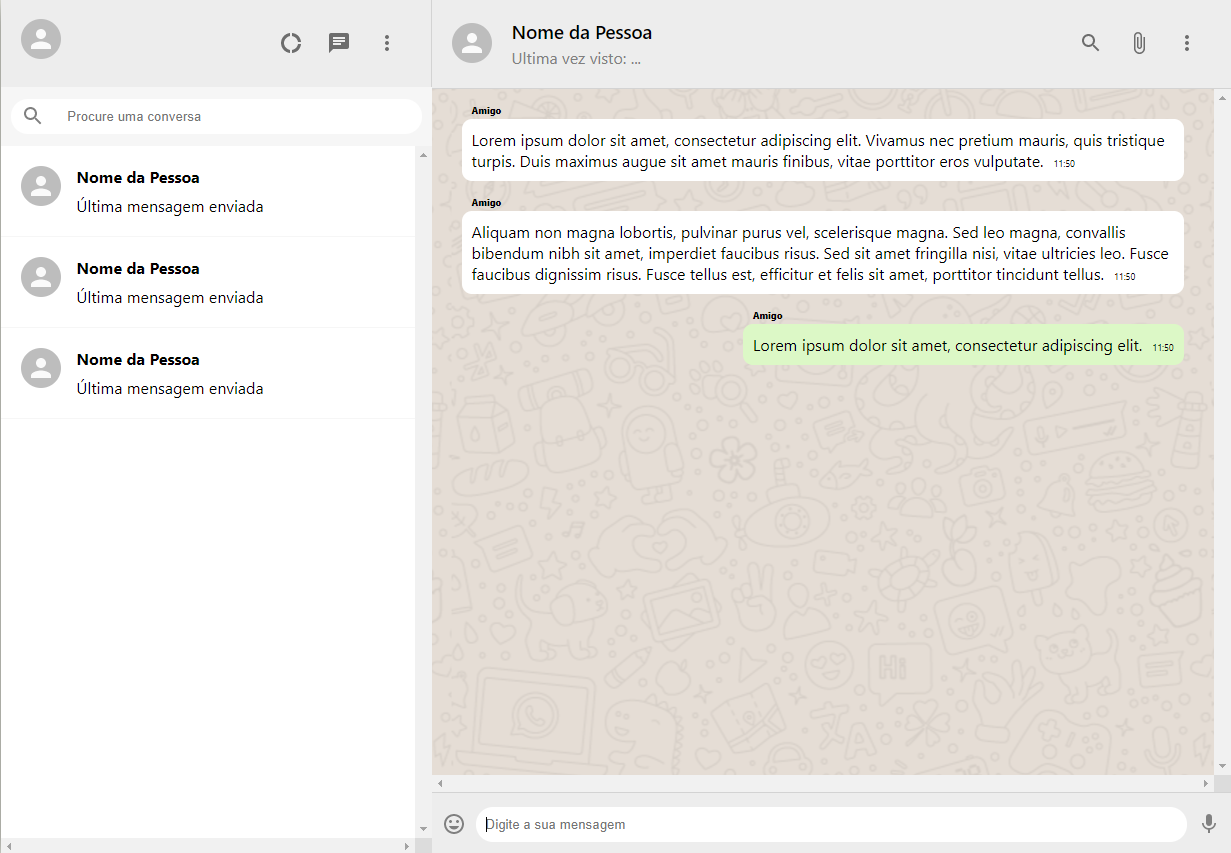 Procure uma conversa
Nome da Pessoa
Última mensagem enviada
Nome da Pessoa
Última mensagem enviada
Nome da Pessoa
Última mensagem enviada
Nome da Pessoa
Ultima vez visto: ...
Amigo
Lorem ipsum dolor sit amet, consectetur adipiscing elit. Vivamus nec pretium mauris, quis tristique
turpis. Duis maximus augue sit amet mauris finibus, vitae porttitor eros vulputate. 11:50
Amigo
Aliquam non magna lobortis, pulvinar purus vel, scelerisque magna. Sed leo magna, convallis
bibendum nibh sit amet, imperdiet faucibus risus. Sed sit amet fringilla nisi, vitae ultricies leo. Fusce
faucibus dignissim risus. Fusce tellus est, efficitur et felis sit amet, porttitor tincidunt tellus. 11:50
Amigo
Lorem ipsum dolor sit amet, consectetur adipiscing elit. 11:50
Hi
Digite a sua mensagem